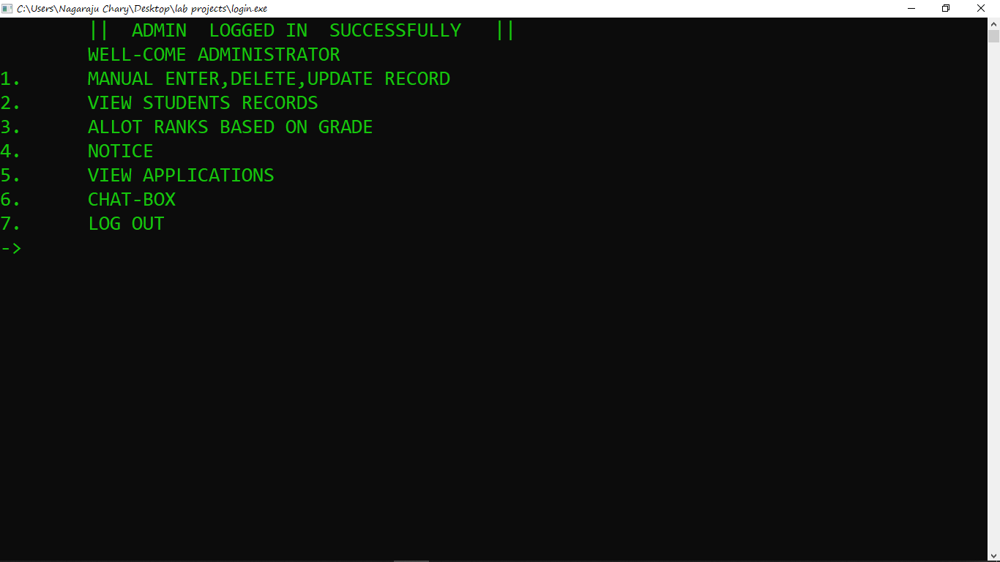 C:\Users\Nagaraju Chary\Desktop\lab projects\login.exe
|| ADMIN LOGGED IN SUCCESSFULLY ||
WELL-COME ADMINISTRATOR
1. MANUAL ENTER,DELETE,UPDATE RECORD
2. VIEW STUDENTS RECORDS
3. ALLOT RANKS BASED ON GRADE
4. NOTICE
5. VIEW APPLICATIONS
6. CHAT-BOX
7. LOG OUT
->